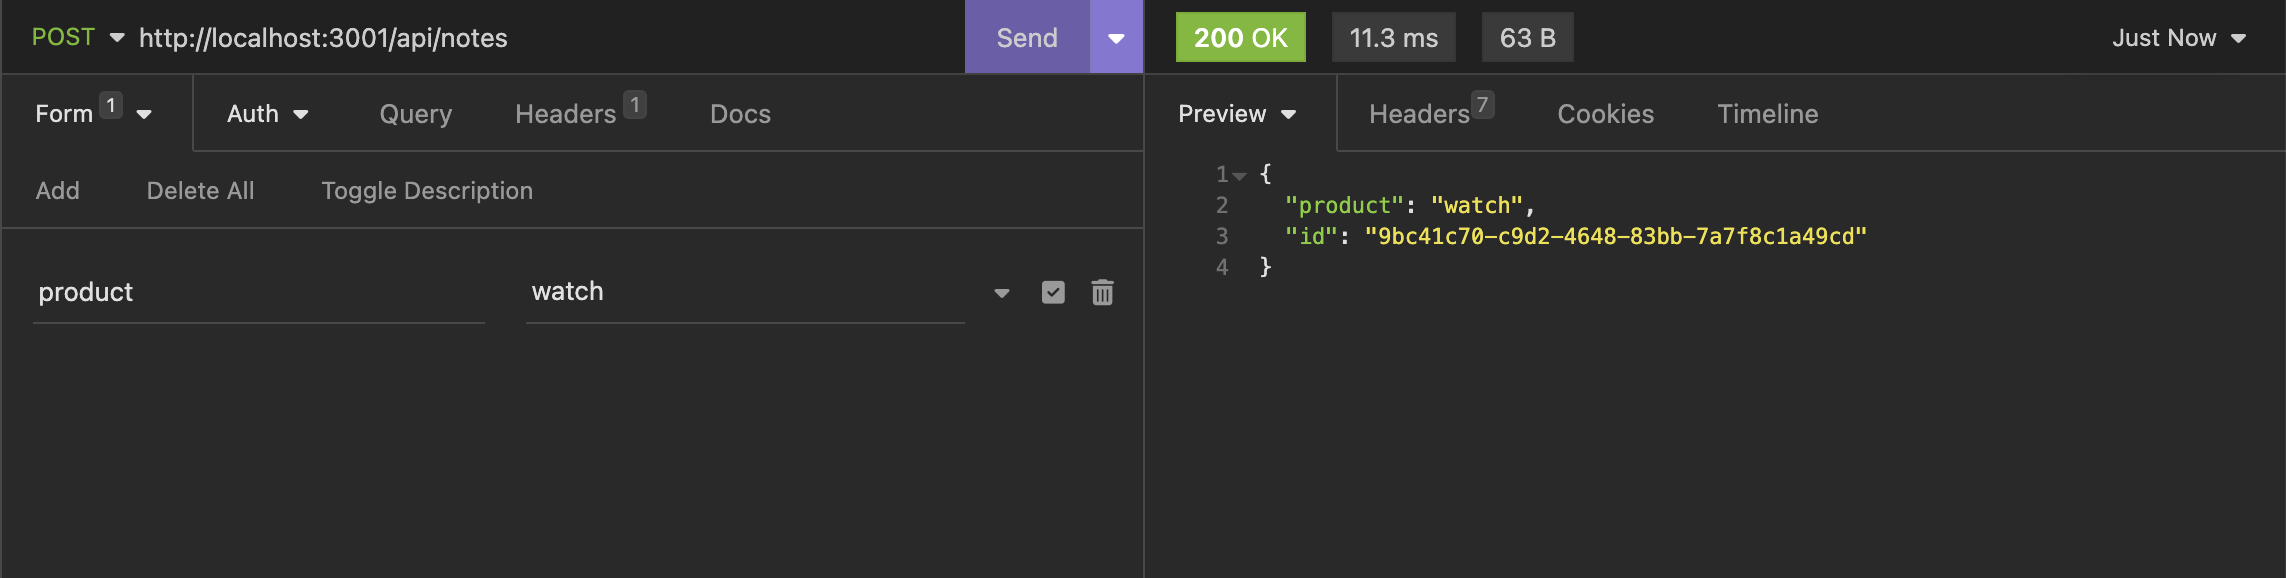 POST http://localhost:3001/api/notes Send 200 OK 11.3 ms 63 B Just Now
Form 1 Auth Query Headers 1 Docs Preview Headers 7 Cookies Timeline
Add Delete All Toggle Description
product watch
1 {
2 "product": "watch",
3 "id": "9bc41c70-c9d2-4648-83bb-7a7f8c1a49cd"
4 }